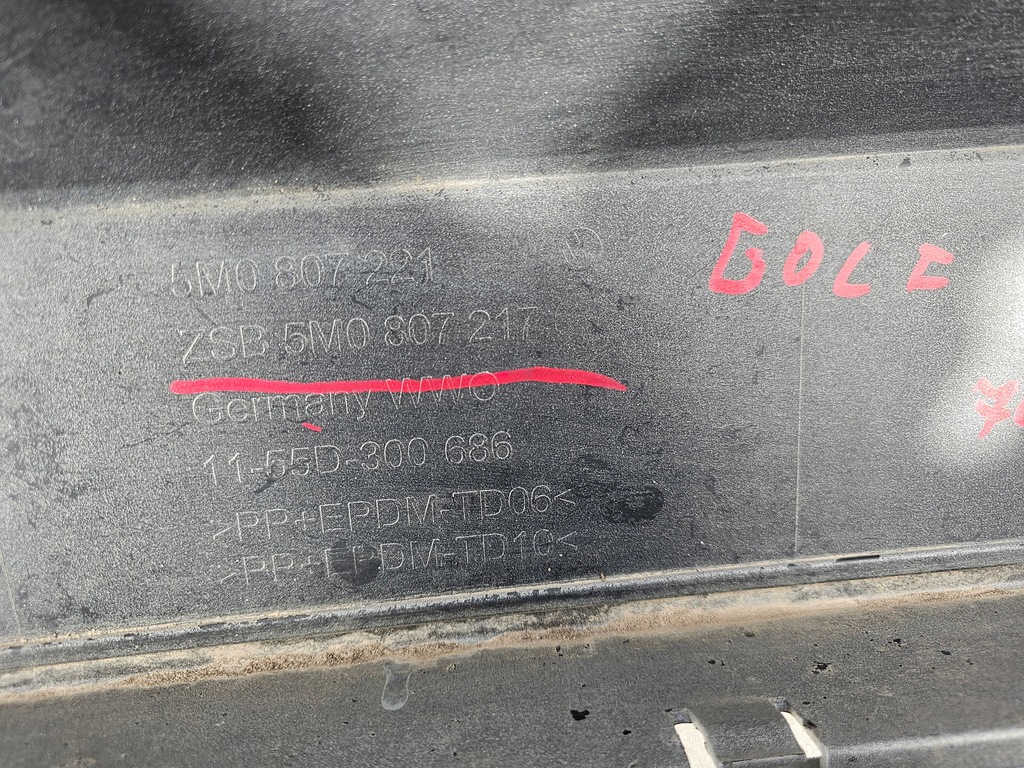 5M0 807 221
GOLF
ZSB 5M0 807 217
Germany WWO
11-55D-300 686
>PP+EPDM-TD06<
>PP+EPDM-TD10<